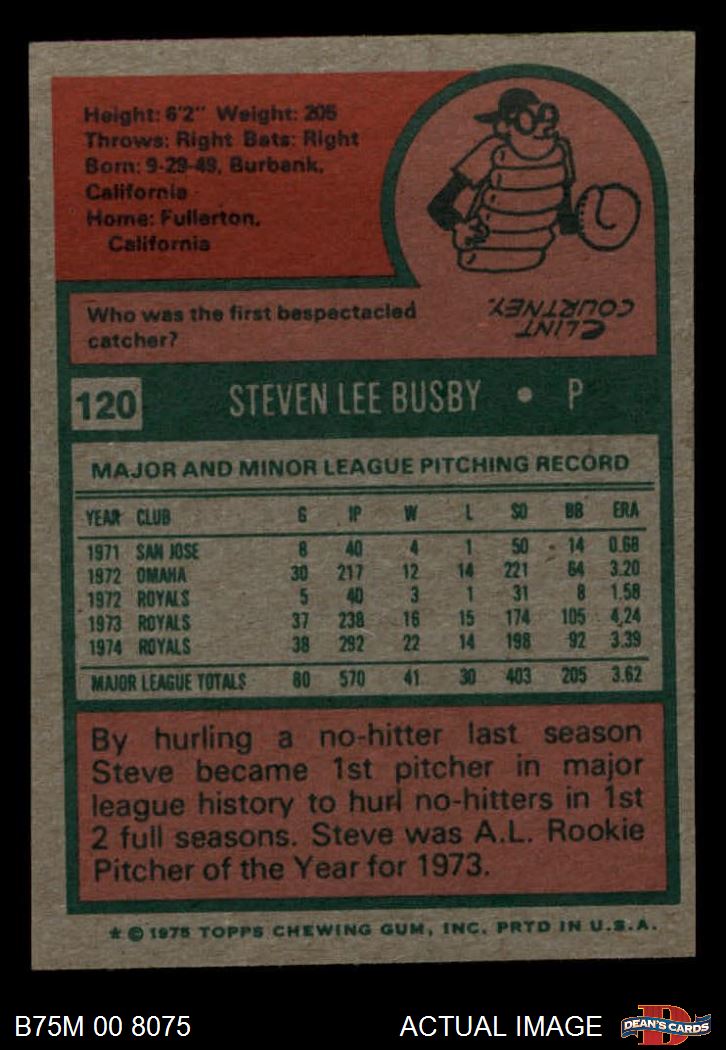 Height: 6'2" Weight: 205
Throws: Right Bats: Right
Born: 9-29-49, Burbank,
California
Home: Fullerton,
California
Who was the first bespectacled
catcher?
CLINT
COURTNEY.
120 STEVEN LEE BUSBY • P
MAJOR AND MINOR LEAGUE PITCHING RECORD
YEAR CLUB G IP W L SO BB ERA
1971 SAN JOSE 8 40 4 1 50 14 0.68
1972 OMAHA 30 217 12 14 221 64 3.20
1972 ROYALS 5 40 3 1 31 8 1.58
1973 ROYALS 37 238 16 15 174 105 4.24
1974 ROYALS 38 292 22 14 198 92 3.39
MAJOR LEAGUE TOTALS 80 570 41 30 403 205 3.62
By hurling a no-hitter last season
Steve became 1st pitcher in major
league history to hurl no-hitters in 1st
2 full seasons. Steve was A.L. Rookie
Pitcher of the Year for 1973.
* © 1975 TOPPS CHEWING GUM, INC. PRTD IN U.S.A.
B75M 00 8075 ACTUAL IMAGE D DEAN'S CARDS